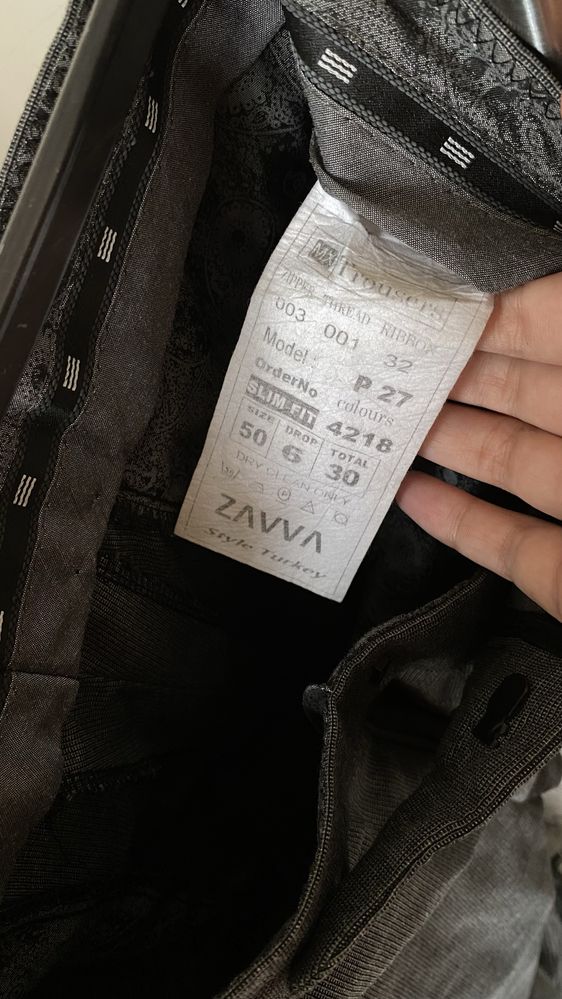 MX Trousers
ZIPPER THREAD RIBBON
003 001 32
Model : P 27
OrderNo colours
SLIM-FIT 4218
SIZE DROP TOTAL
50 6 30
DRY CLEAN ONLY
P
ZAVVA
Style Turkey